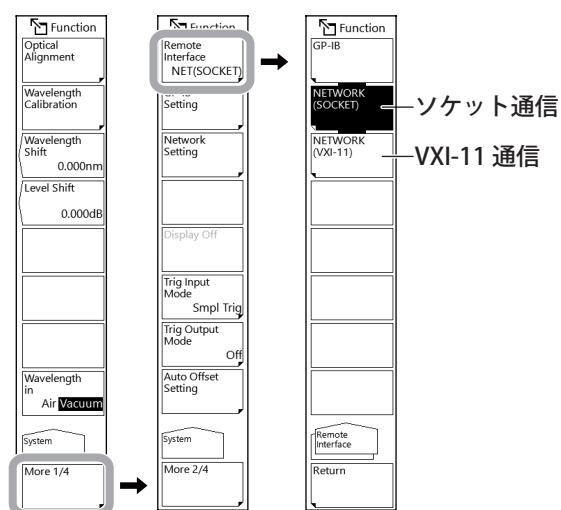 Function
Optical
Alignment
Wavelength
Calibration
Wavelength
Shift
0.000nm
Level Shift
0.000dB
Wavelength
in
Air Vacuum
System
More 1/4
Function
Remote
Interface
NET(SOCKET)
GP-IB
Setting
Network
Setting
Display Off
Trig Input
Mode
Smpl Trig
Trig Output
Mode
Off
Auto Offset
Setting
System
More 2/4
Function
GP-IB
NETWORK
(SOCKET)
ソケット通信
NETWORK
(VXI-11)
VXI-11 通信
Remote
Interface
Return